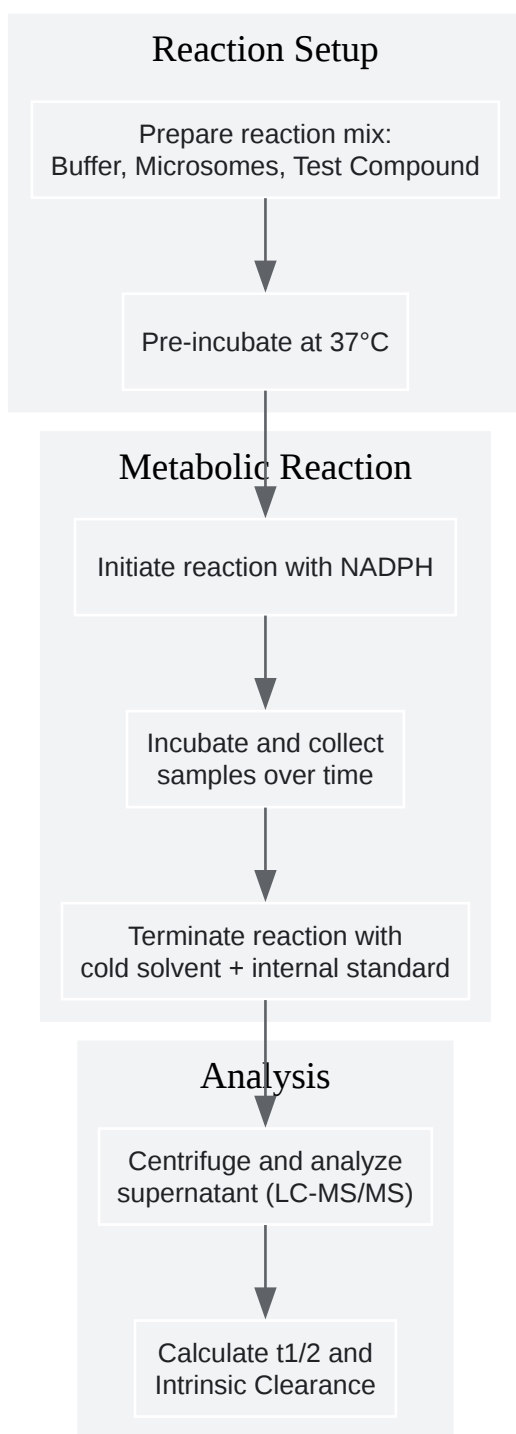 Reaction Setup
Prepare reaction mix:
Buffer, Microsomes, Test Compound
Pre-incubate at 37°C
Metabolic Reaction
Initiate reaction with NADPH
Incubate and collect
samples over time
Terminate reaction with
cold solvent + internal standard
Analysis
Centrifuge and analyze
supernatant (LC-MS/MS)
Calculate t1/2 and
Intrinsic Clearance